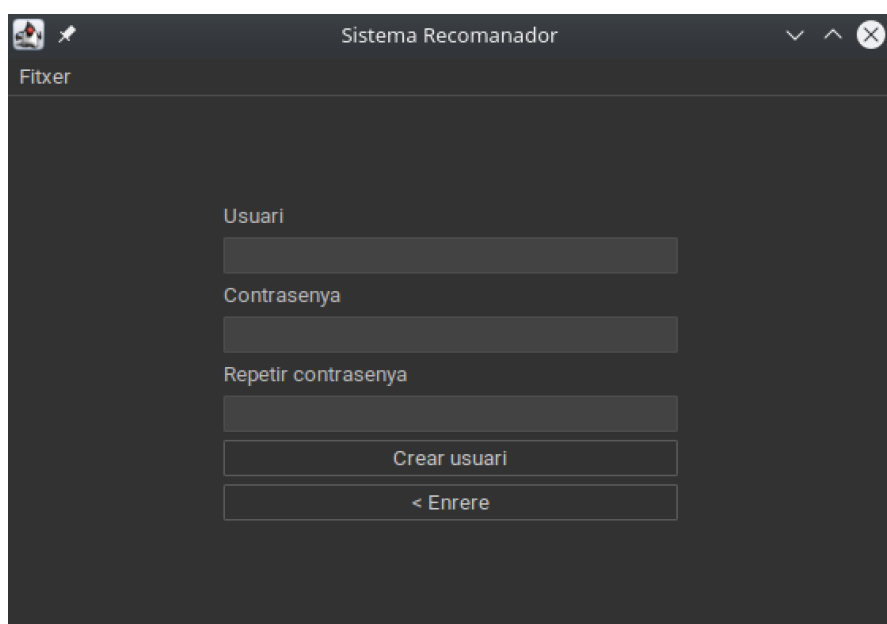 Sistema Recomanador
Fitxer
Usuari
Contrasenya
Repetir contrasenya
Crear usuari
< Enrere